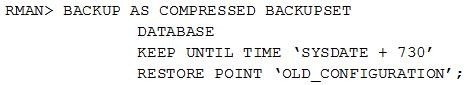 RMAN> BACKUP AS COMPRESSED BACKUPSET
DATABASE
KEEP UNTIL TIME ‘SYSDATE + 730’
RESTORE POINT ‘OLD_CONFIGURATION’;